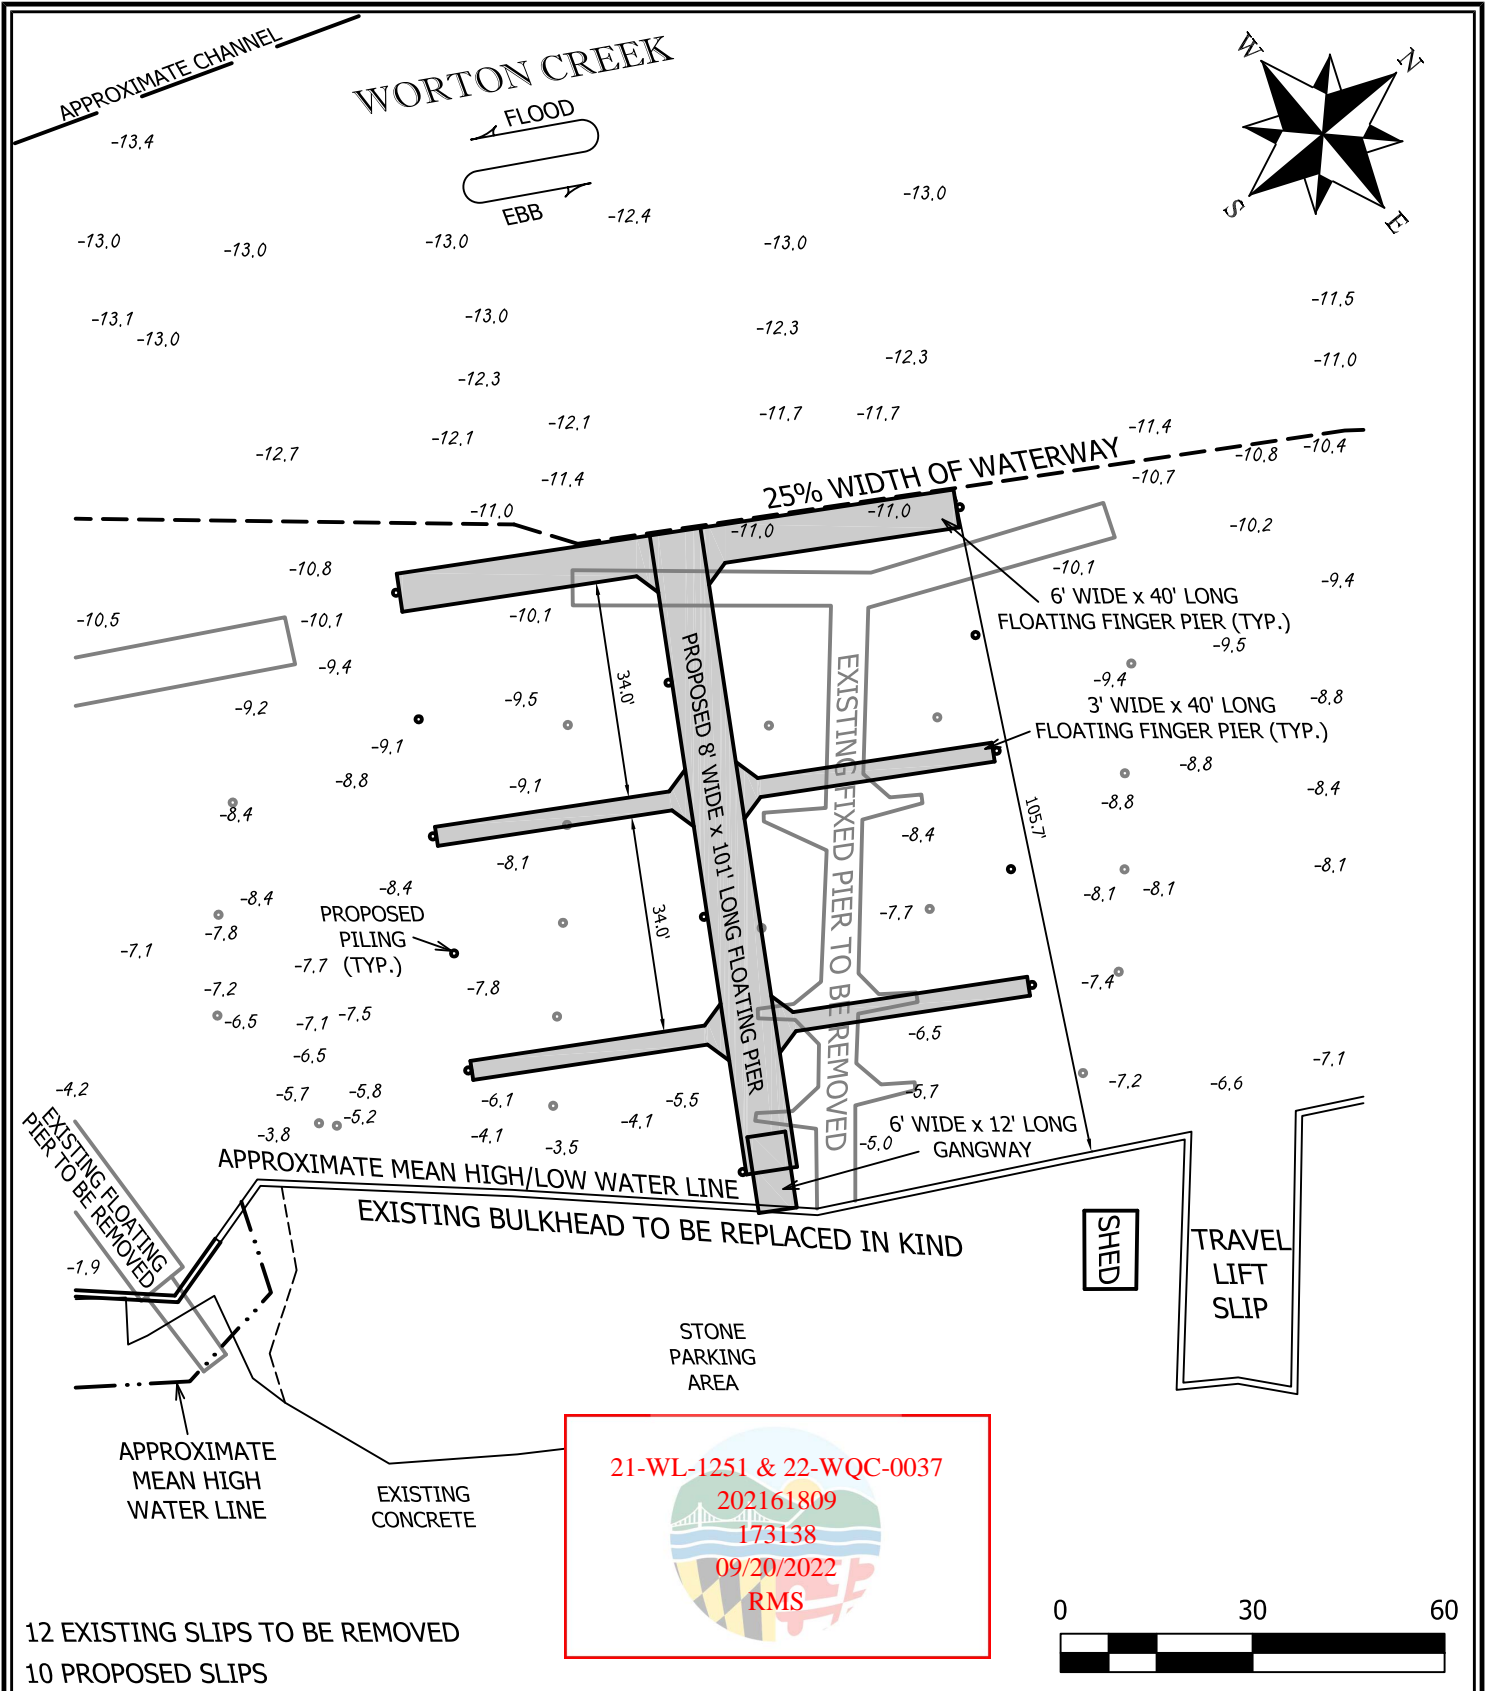 APPROXIMATE CHANNEL
WORTON CREEK
FLOOD
EBB
W
N
S
E
-13.4
-13.0
-12.4
-13.0
-13.0
-13.0
-13.0
-11.5
-13.1
-13.0
-13.0
-12.3
-12.3
-11.0
-12.3
-11.7
-11.7
-12.1
-12.1
-11.4
-12.7
-10.8
-10.4
25% WIDTH OF WATERWAY
-11.4
-10.7
-11.0
-11.0
-11.0
-10.2
-10.8
-10.1
-9.4
6' WIDE x 40' LONG
FLOATING FINGER PIER (TYP.)
-10.5
-10.1
-10.1
-9.5
-9.4
-9.4
34.0'
PROPOSED 8' WIDE x 101' LONG FLOATING PIER
EXISTING FIXED PIER TO BE REMOVED
-9.2
-9.5
-8.8
3' WIDE x 40' LONG
FLOATING FINGER PIER (TYP.)
-9.1
-8.8
-8.8
-9.1
-8.4
-8.4
-8.8
105.7'
-8.4
-8.1
-8.1
-8.4
-8.4
-8.1
-8.1
PROPOSED
PILING
(TYP.)
34.0'
-7.7
-7.8
-7.1
-7.7
-7.2
-7.8
-7.4
-6.5
-7.1
-7.5
-6.5
-6.5
-7.1
-4.2
-5.7
-5.8
-6.1
-5.5
-5.7
-7.2
-6.6
-5.2
-3.8
-4.1
-3.5
-4.1
-5.0
6' WIDE x 12' LONG
GANGWAY
EXISTING FLOATING
PIER TO BE REMOVED
APPROXIMATE MEAN HIGH/LOW WATER LINE
EXISTING BULKHEAD TO BE REPLACED IN KIND
-1.9
SHED
TRAVEL
LIFT
SLIP
STONE
PARKING
AREA
APPROXIMATE
MEAN HIGH
WATER LINE
EXISTING
CONCRETE
21-WL-1251 & 22-WQC-0037
202161809
173138
09/20/2022
RMS
12 EXISTING SLIPS TO BE REMOVED
10 PROPOSED SLIPS
0 30 60